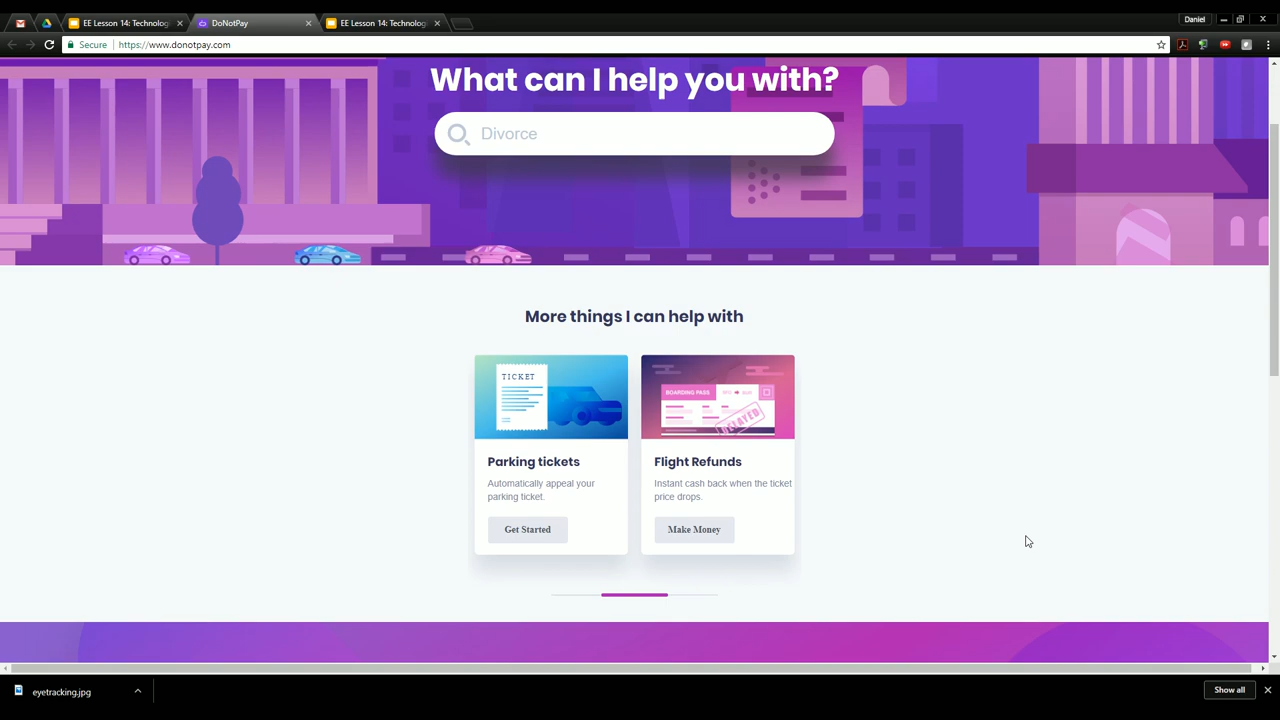 EE Lesson 14: Technolog
DoNotPay
EE Lesson 14: Technolog
Daniel
Secure
https://www.donotpay.com
What can I help you with?
Divorce
More things I can help with
TICKET
BOARDING PASS
DELAYED
Parking tickets
Automatically appeal your
parking ticket.
Get Started
Flight Refunds
Instant cash back when the ticket
price drops.
Make Money
eyetracking.jpg
Show all